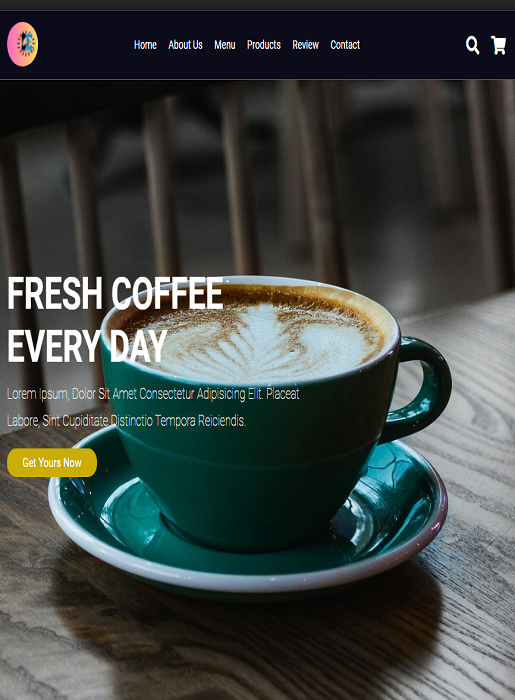 Home About Us Menu Products Review Contact
FRESH COFFEE
EVERY DAY
Lorem Ipsum, Dolor Sit Amet Consectetur Adipisicing Elit. Placeat
Labore, Sint Cupiditate Distinctio Tempora Reiciendis.
Get Yours Now